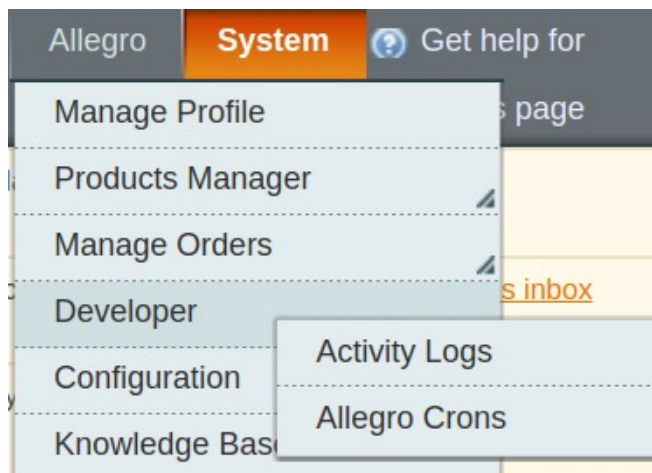 Allegro System Get help for
s page
Manage Profile
Products Manager
Manage Orders
s inbox
Developer
Activity Logs
Configuration
Allegro Crons
Knowledge Bas